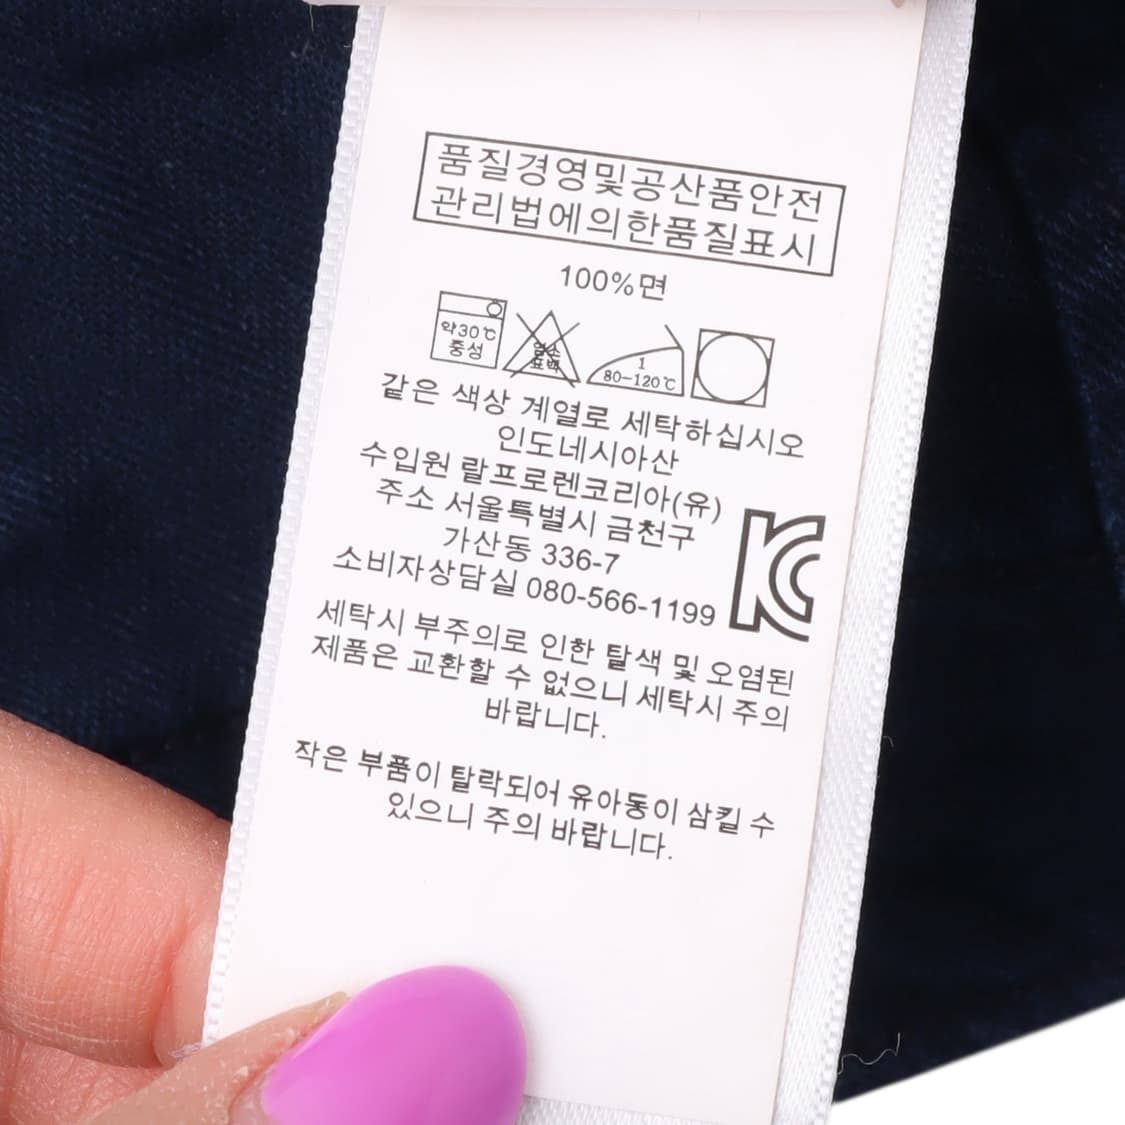 품질경영및공산품안전
관리법에의한품질표시
100%면
약30℃
중성
염소
표백
1
80-120℃
같은 색상 계열로 세탁하십시오
인도네시아산
수입원 랄프로렌코리아(유)
주소 서울특별시 금천구
가산동 336-7
소비자상담실 080-566-1199
KC
세탁시 부주의로 인한 탈색 및 오염된
제품은 교환할 수 없으니 세탁시 주의
바랍니다.
작은 부품이 탈락되어 유아동이 삼킬 수
있으니 주의 바랍니다.